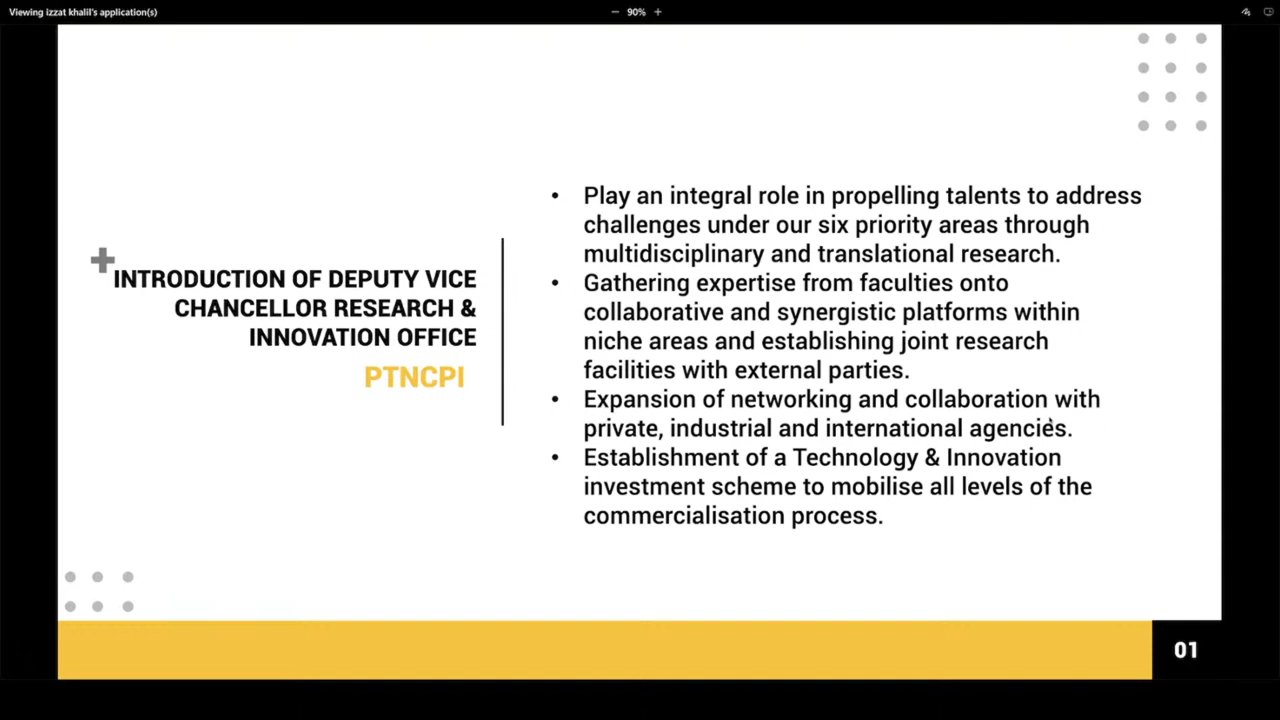 Viewing izzat khalil's application(s)
90%
INTRODUCTION OF DEPUTY VICE
CHANCELLOR RESEARCH &
INNOVATION OFFICE
PTNCPI
• Play an integral role in propelling talents to address
challenges under our six priority areas through
multidisciplinary and translational research.
• Gathering expertise from faculties onto
collaborative and synergistic platforms within
niche areas and establishing joint research
facilities with external parties.
• Expansion of networking and collaboration with
private, industrial and international agencies.
• Establishment of a Technology & Innovation
investment scheme to mobilise all levels of the
commercialisation process.
01